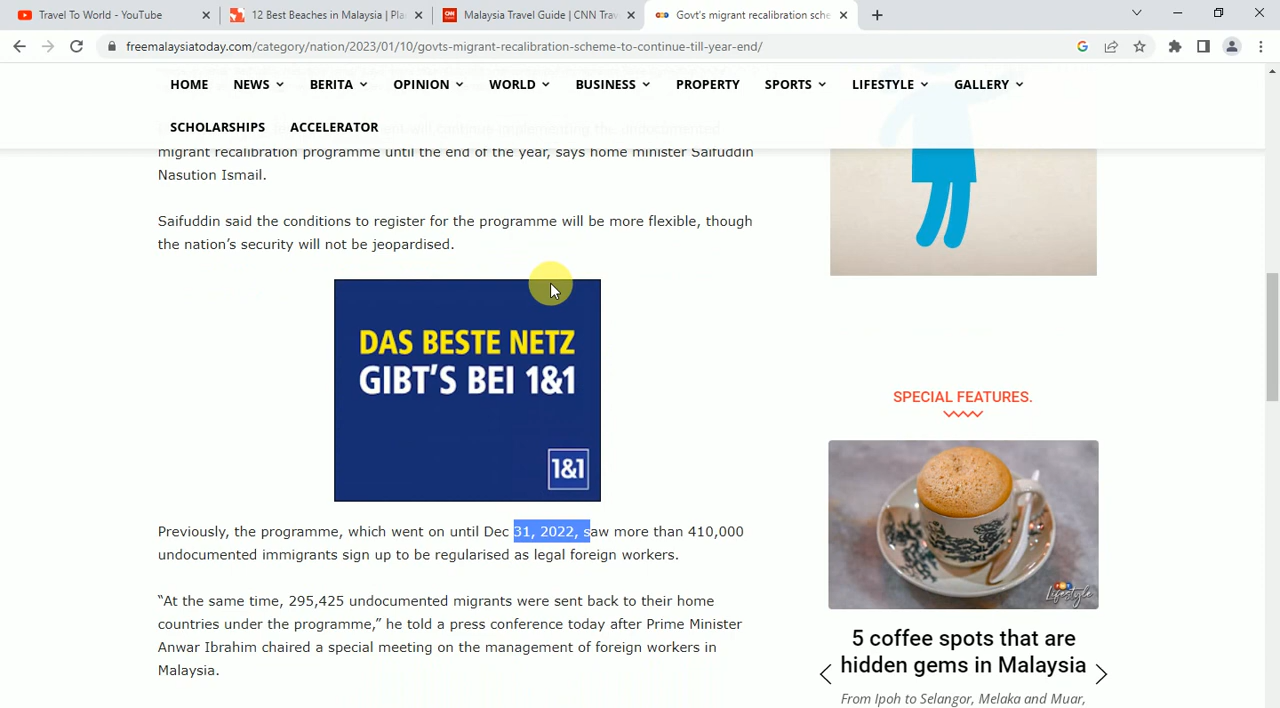 Travel To World - YouTube
12 Best Beaches in Malaysia | Pla
Malaysia Travel Guide | CNN Trav
Govt's migrant recalibration sche
freemalaysiatoday.com/category/nation/2023/01/10/govts-migrant-recalibration-scheme-to-continue-till-year-end/
HOME NEWS BERITA OPINION WORLD BUSINESS PROPERTY SPORTS LIFESTYLE GALLERY
SCHOLARSHIPS ACCELERATOR
will continue implementing the undocumented
migrant recalibration programme until the end of the year, says home minister Saifuddin
Nasution Ismail.
Saifuddin said the conditions to register for the programme will be more flexible, though
the nation’s security will not be jeopardised.
DAS BESTE NETZ
GIBT’S BEI 1&1
1&1
Previously, the programme, which went on until Dec 31, 2022, saw more than 410,000
undocumented immigrants sign up to be regularised as legal foreign workers.
“At the same time, 295,425 undocumented migrants were sent back to their home
countries under the programme,” he told a press conference today after Prime Minister
Anwar Ibrahim chaired a special meeting on the management of foreign workers in
Malaysia.
SPECIAL FEATURES.
Lifestyle
5 coffee spots that are
hidden gems in Malaysia
From Ipoh to Selangor, Melaka and Muar,